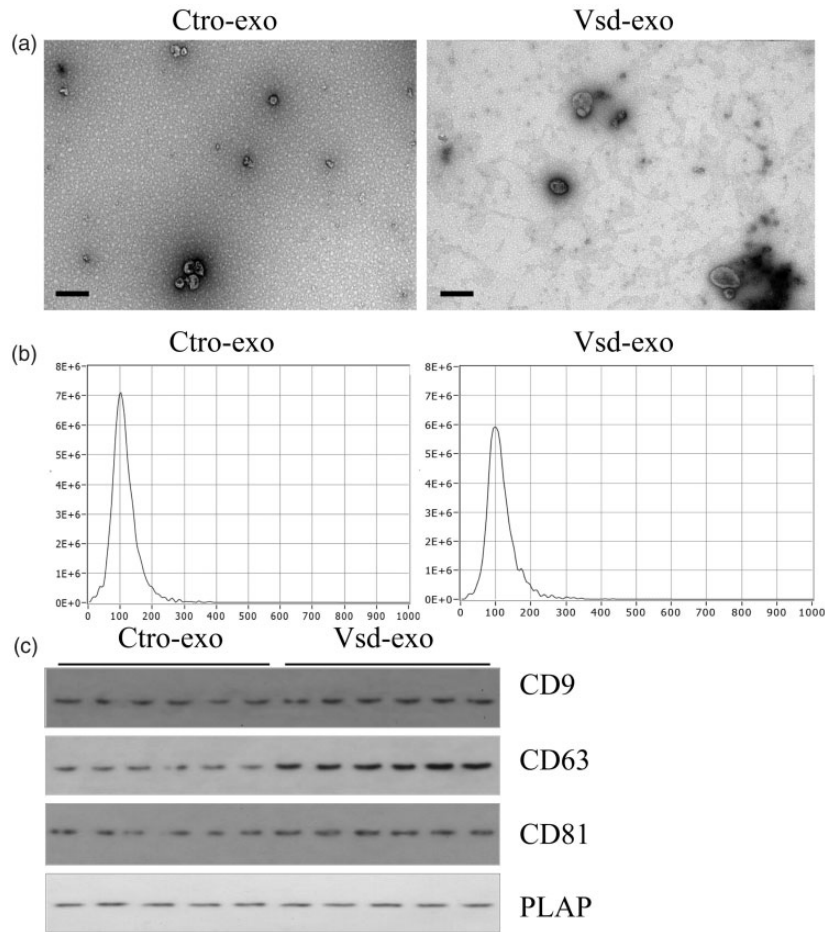 Ctro-exo Vsd-exo
(a)
(b) Ctro-exo Vsd-exo
8E+6 8E+6
7E+6 7E+6
6E+6 6E+6
5E+6 5E+6
4E+6 4E+6
3E+6 3E+6
2E+6 2E+6
1E+6 1E+6
0E+0 0E+0
0 100 200 300 400 500 600 700 800 900 1000 0 100 200 300 400 500 600 700 800 900 1000
(c) Ctro-exo Vsd-exo
CD9
CD63
CD81
PLAP